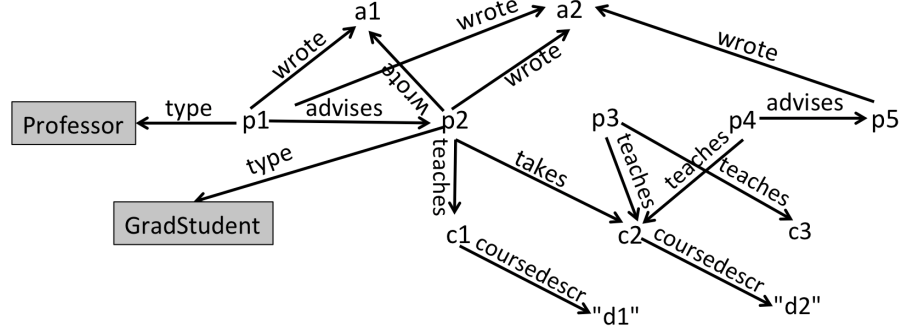 a1
a2
wrote
wrote
wrote
wrote
wrote
Professor
type
p1
advises
p2
p3
p4
advises
p5
type
teaches
takes
teaches
teaches
teaches
GradStudent
c1
c2
c3
coursedescr
coursedescr
"d1"
"d2"